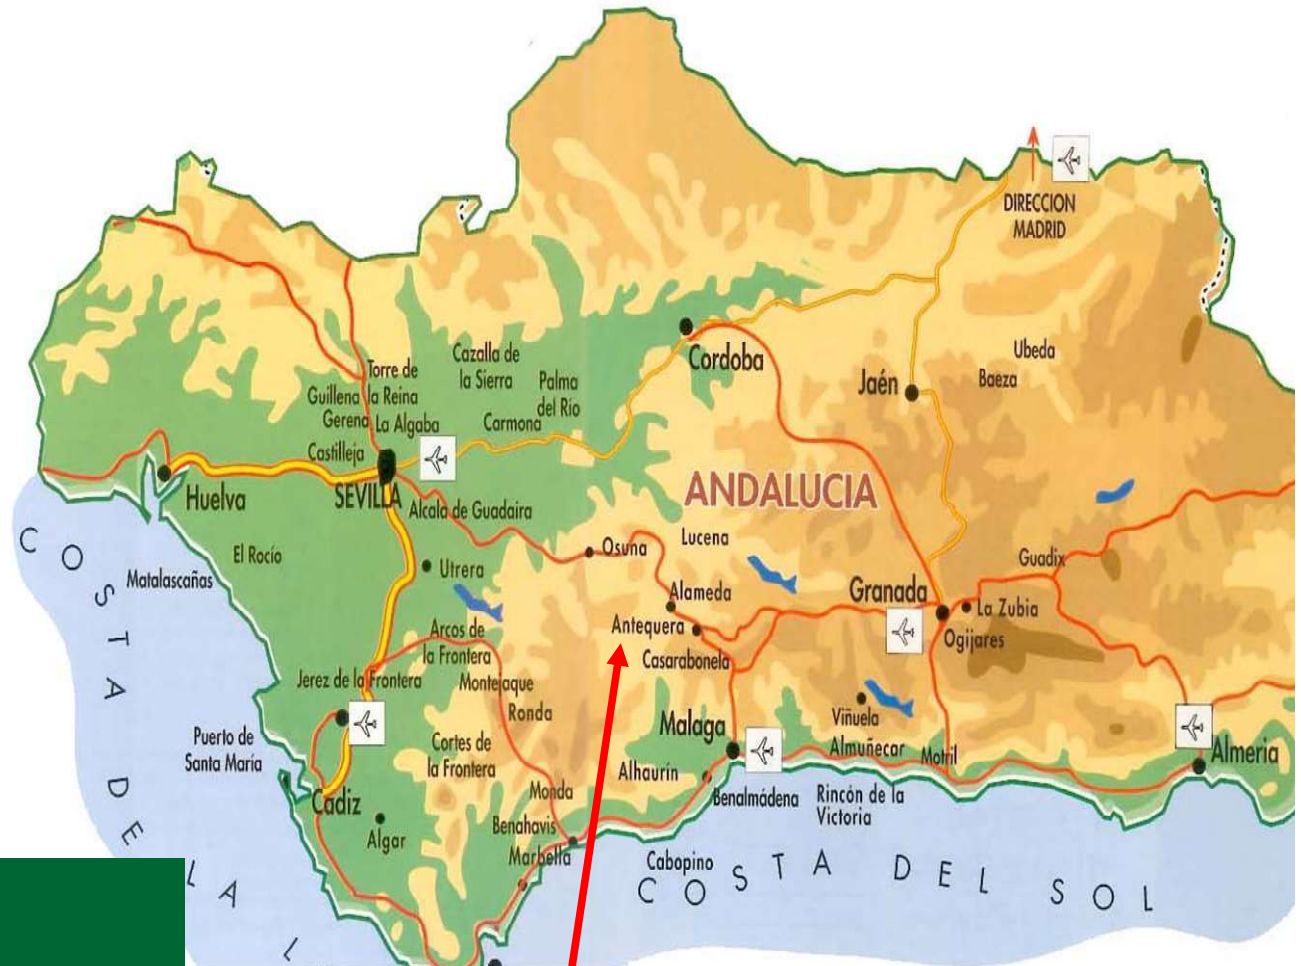 DIRECCION
MADRID
Cordoba
Ubeda
Baeza
Jaén
Cazalla de
la Sierra
Palma
del Río
Torre de
la Reina
Guillena
Gerena
La Algaba
Carmona
Castilleja
SEVILLA
Huelva
ANDALUCIA
Alcala de Guadaira
El Rocío
Matalascañas
Utrera
Osuna
Lucena
Alameda
Antequera
Casarabonela
Granada
La Zubia
Ogijares
Guadix
Arcos de
la Frontera
Jerez de la Frontera
Montejaque
Ronda
Puerto de
Santa María
Cortes de
la Frontera
Cadiz
Algar
Malaga
Alhaurín
Benalmádena
Monda
Benahavis
Marbella
Cabopino
Viñuela
Almuñecar
Motril
Rincón de la
Victoria
Almeria
COSTA DE LA L
COSTA DEL SOL